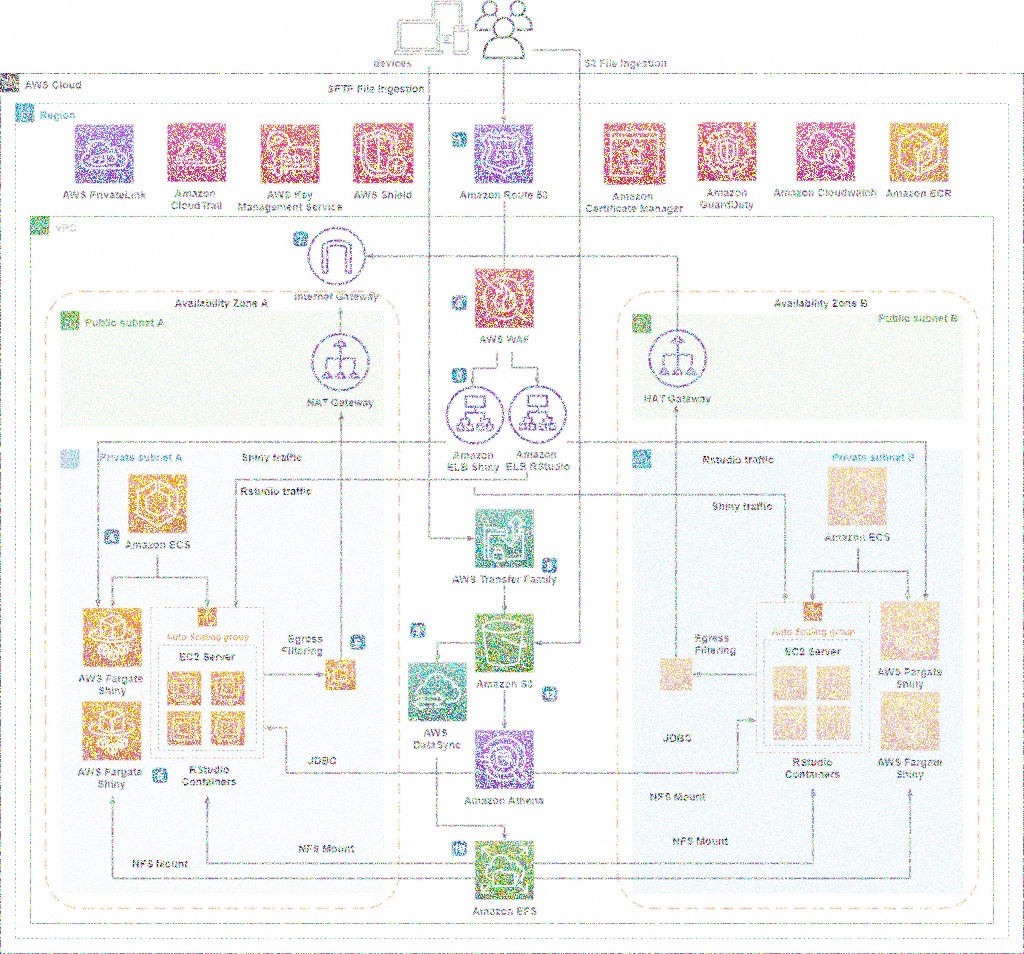 devices
S3 File Ingestion
AWS Cloud
SFTP File Ingestion
Region
AWS PrivateLink
Amazon
CloudTrail
AWS Key
Management Service
AWS Shield
Amazon Route 53
Amazon
Certificate Manager
Amazon
GuardDuty
Amazon Cloudwatch
Amazon ECR
VPC
Internet Gateway
Availability Zone A
Availability Zone B
Public subnet A
Public subnet B
AWS WAF
NAT Gateway
NAT Gateway
Amazon
ELB Shiny
Amazon
ELB RStudio
Private subnet A
Shiny traffic
Rstudio traffic
Private subnet B
Rstudio traffic
Shiny traffic
Amazon ECS
Amazon ECS
AWS Transfer Family
Auto Scaling group
EC2 Server
Egress
Filtering
Egress
Filtering
Auto Scaling group
EC2 Server
AWS Fargate
Shiny
Amazon S3
AWS Fargate
Shiny
AWS
DataSync
JDBC
JDBC
AWS Fargate
Shiny
RStudio
Containers
RStudio
Containers
AWS Fargate
Shiny
Amazon Athena
NFS Mount
NFS Mount
NFS Mount
NFS Mount
Amazon EFS